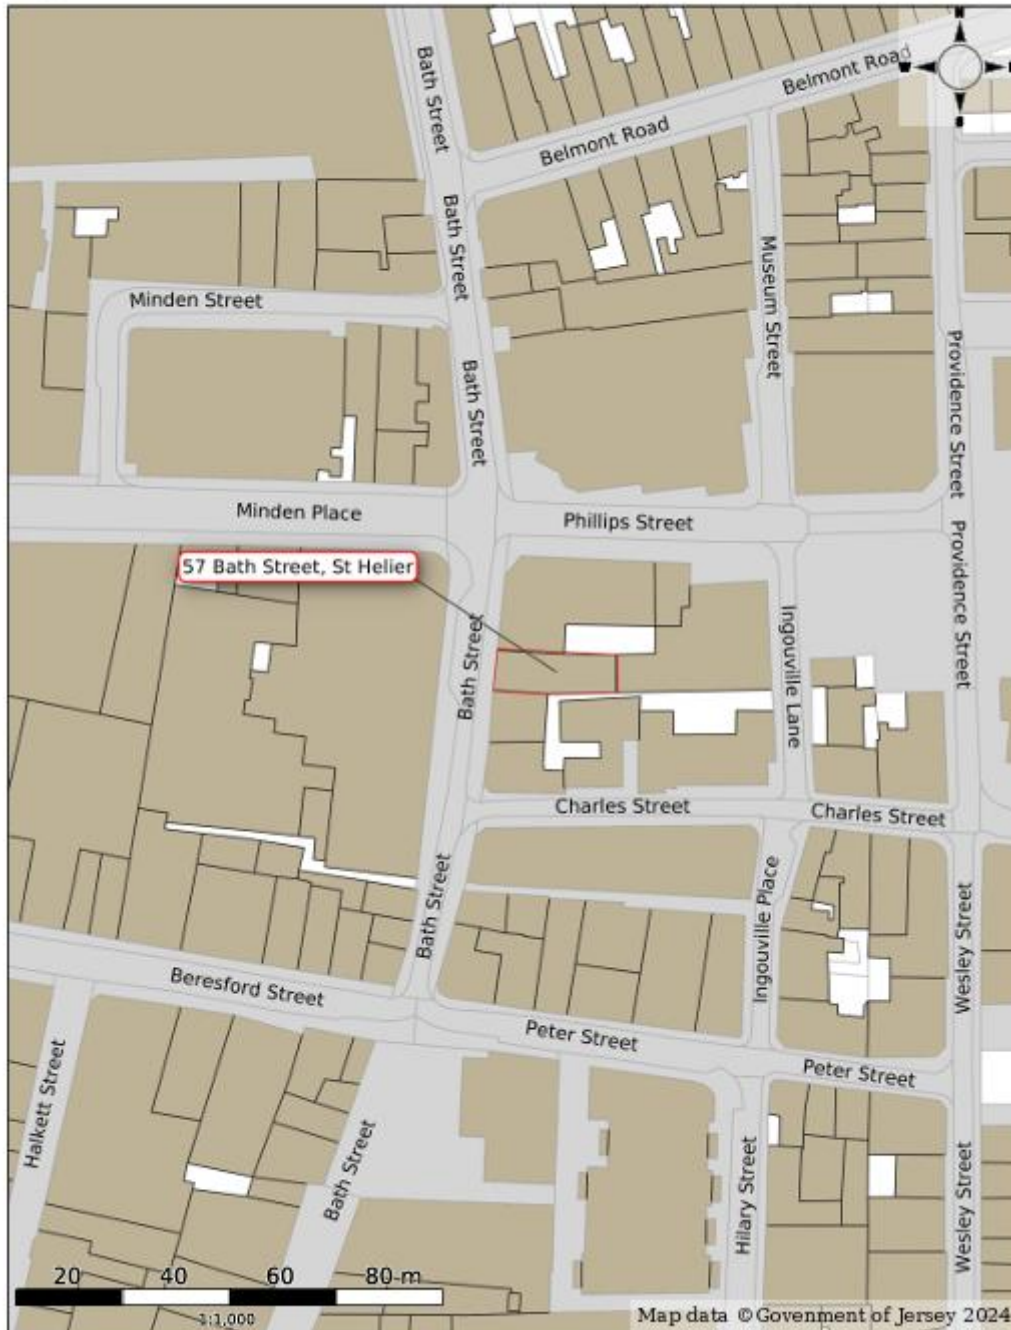 Bath Street
Belmont Road
Belmont Road
Bath Street
Museum Street
Minden Street
Bath Street
Providence Street
Minden Place
Phillips Street
Providence Street
57 Bath Street, St Helier
Bath Street
Ingouville Lane
Charles Street
Charles Street
Bath Street
Ingouville Place
Wesley Street
Beresford Street
Peter Street
Peter Street
Halkett Street
Bath Street
Hilary Street
Wesley Street
20 40 60 80-m
1:1,000
Map data © Govenment of Jersey 2024